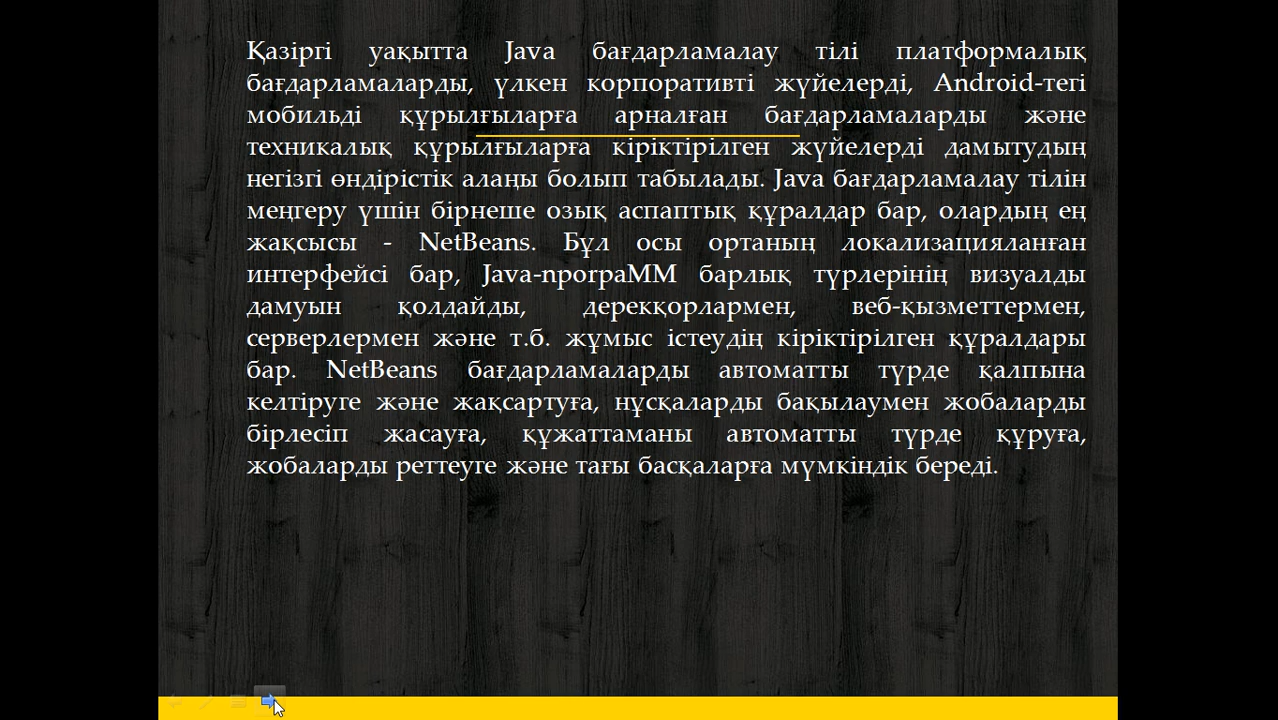 Қазіргі уақытта Java бағдарламалау тілі платформалық
бағдарламаларды, үлкен корпоративті жүйелерді, Android-тегі
мобильді құрылғыларға арналған бағдарламаларды және
техникалық құрылғыларға кіріктірілген жүйелерді дамытудың
негізгі өндірістік алаңы болып табылады. Java бағдарламалау тілін
меңгеру үшін бірнеше озық аспаптық құралдар бар, олардың ең
жақсысы - NetBeans. Бұл осы ортаның локализацияланған
интерфейсі бар, Java-nporpaMM барлық түрлерінің визуалды
дамуын қолдайды, дерекқорлармен, веб-қызметтермен,
серверлермен және т.б. жұмыс істеудің кіріктірілген құралдары
бар. NetBeans бағдарламаларды автоматты түрде қалпына
келтіруге және жақсартуға, нұсқаларды бақылаумен жобаларды
бірлесіп жасауға, құжаттаманы автоматты түрде құруға,
жобаларды реттеуге және тағы басқаларға мүмкіндік береді.